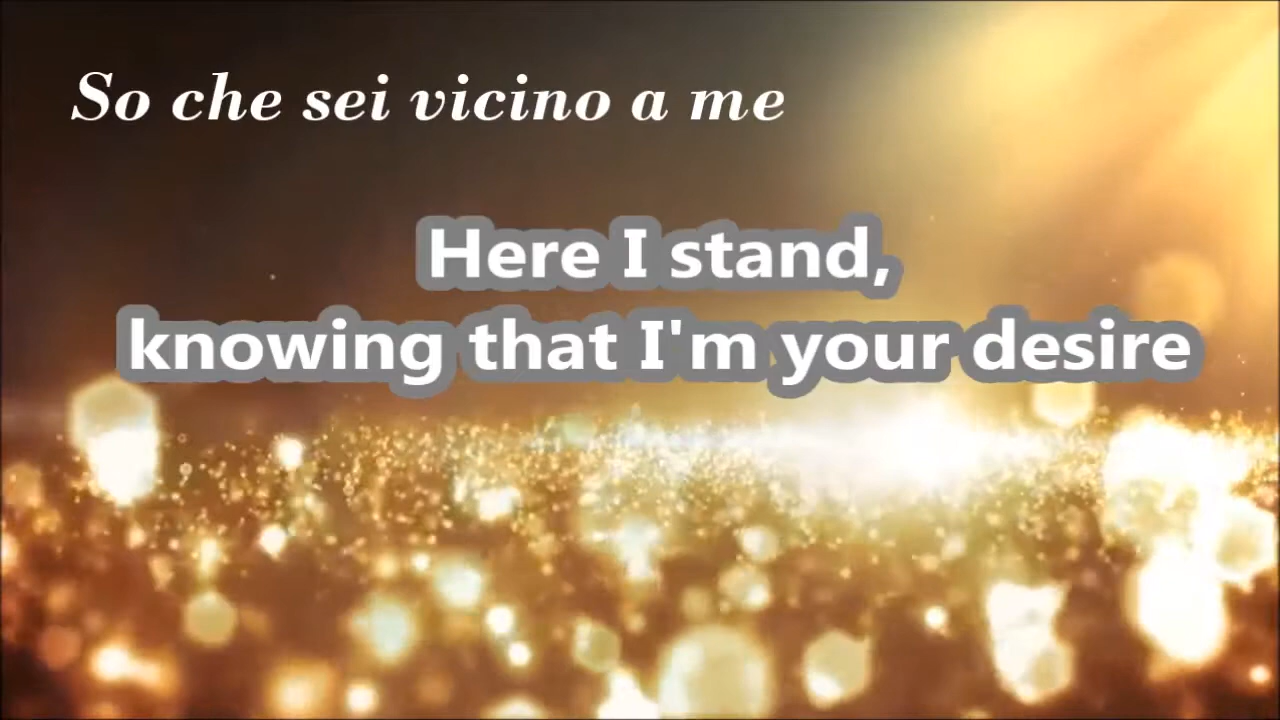 So che sei vicino a me
Here I stand,
knowing that I'm your desire